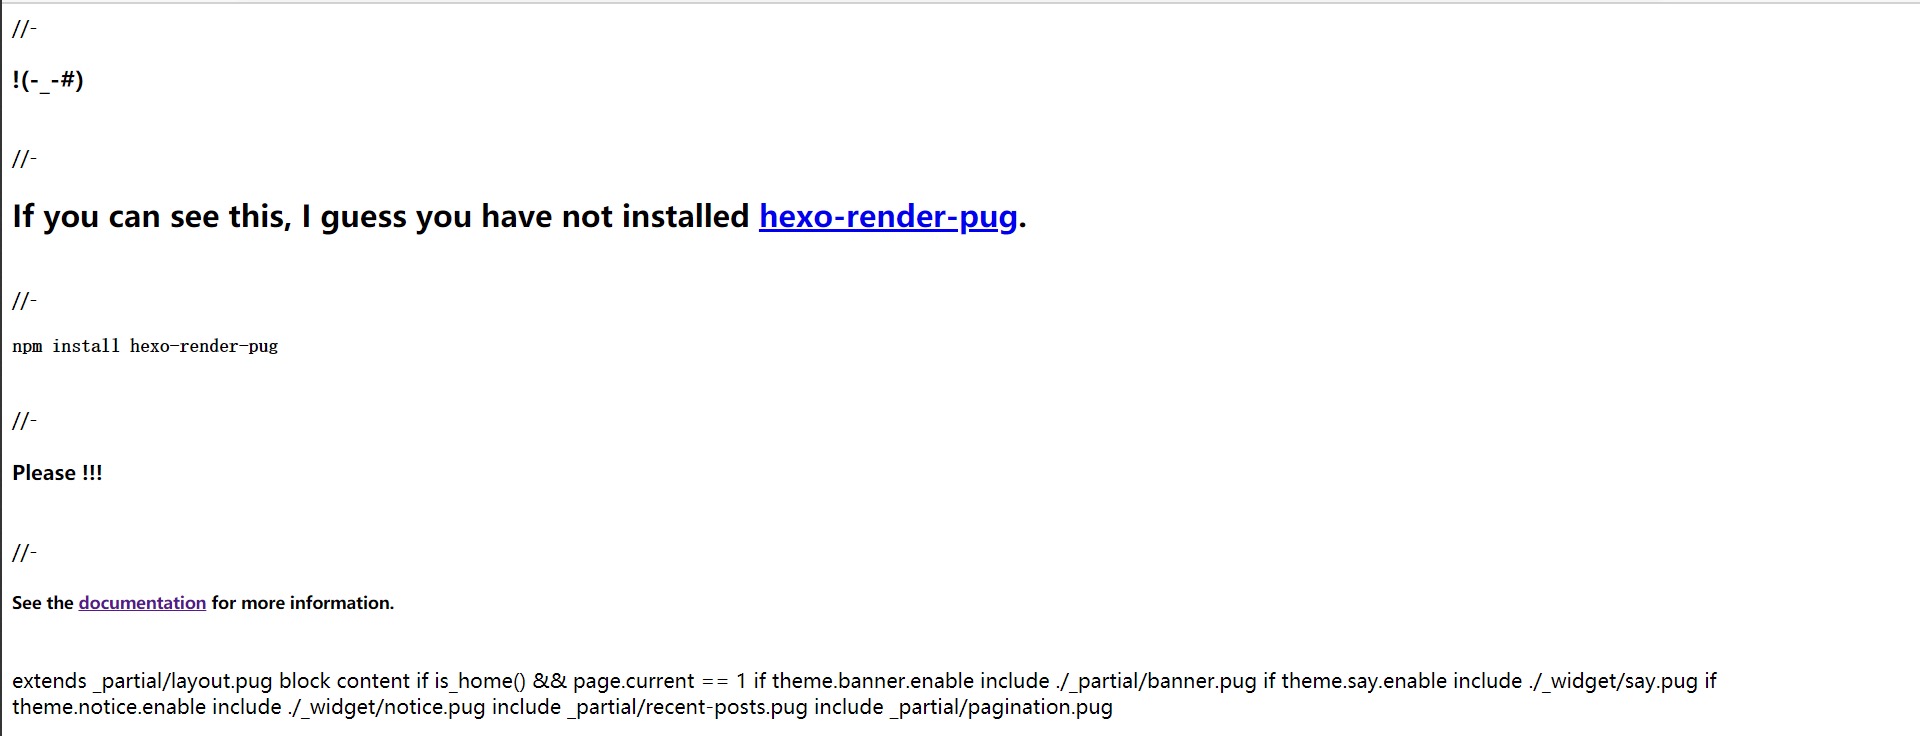 //-
!(-_-#)
//-
If you can see this, I guess you have not installed hexo-render-pug.
//-
npm install hexo-render-pug
//-
Please !!!
//-
See the documentation for more information.
extends _partial/layout.pug block content if is_home() && page.current == 1 if theme.banner.enable include ./_partial/banner.pug if theme.say.enable include ./_widget/say.pug if
theme.notice.enable include ./_widget/notice.pug include _partial/recent-posts.pug include _partial/pagination.pug